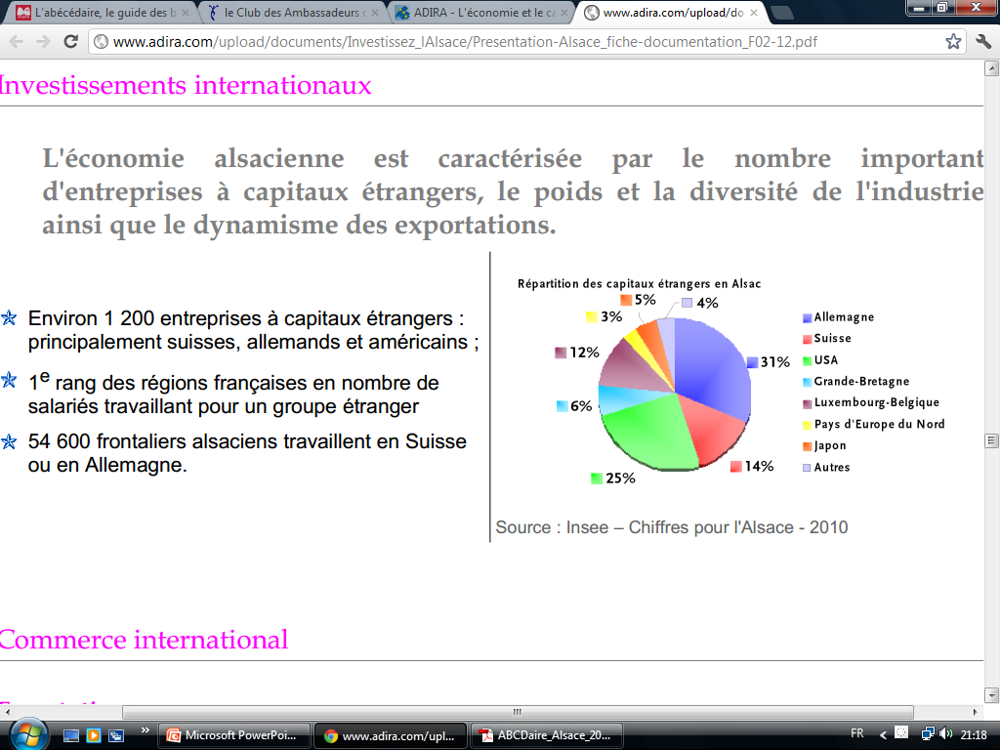 L'abécédaire, le guide des b
le Club des Ambassadeurs d
ADIRA - L'économie et le ca
www.adira.com/upload/do
www.adira.com/upload/documents/Investissez_lAlsace/Presentation-Alsace_fiche-documentation_F02-12.pdf
Investissements internationaux
L'économie alsacienne est caractérisée par le nombre important
d'entreprises à capitaux étrangers, le poids et la diversité de l'industrie
ainsi que le dynamisme des exportations.
Environ 1 200 entreprises à capitaux étrangers :
principalement suisses, allemands et américains ;
1e rang des régions françaises en nombre de
salariés travaillant pour un groupe étranger
54 600 frontaliers alsaciens travaillent en Suisse
ou en Allemagne.
Répartition des capitaux étrangers en Alsac
5%
4%
3%
12%
31%
6%
14%
25%
Allemagne
Suisse
USA
Grande-Bretagne
Luxembourg-Belgique
Pays d'Europe du Nord
Japon
Autres
Source : Insee – Chiffres pour l'Alsace - 2010
Commerce international
Microsoft PowerPoi...
www.adira.com/upl...
ABCDaire_Alsace_20...
FR
21:18